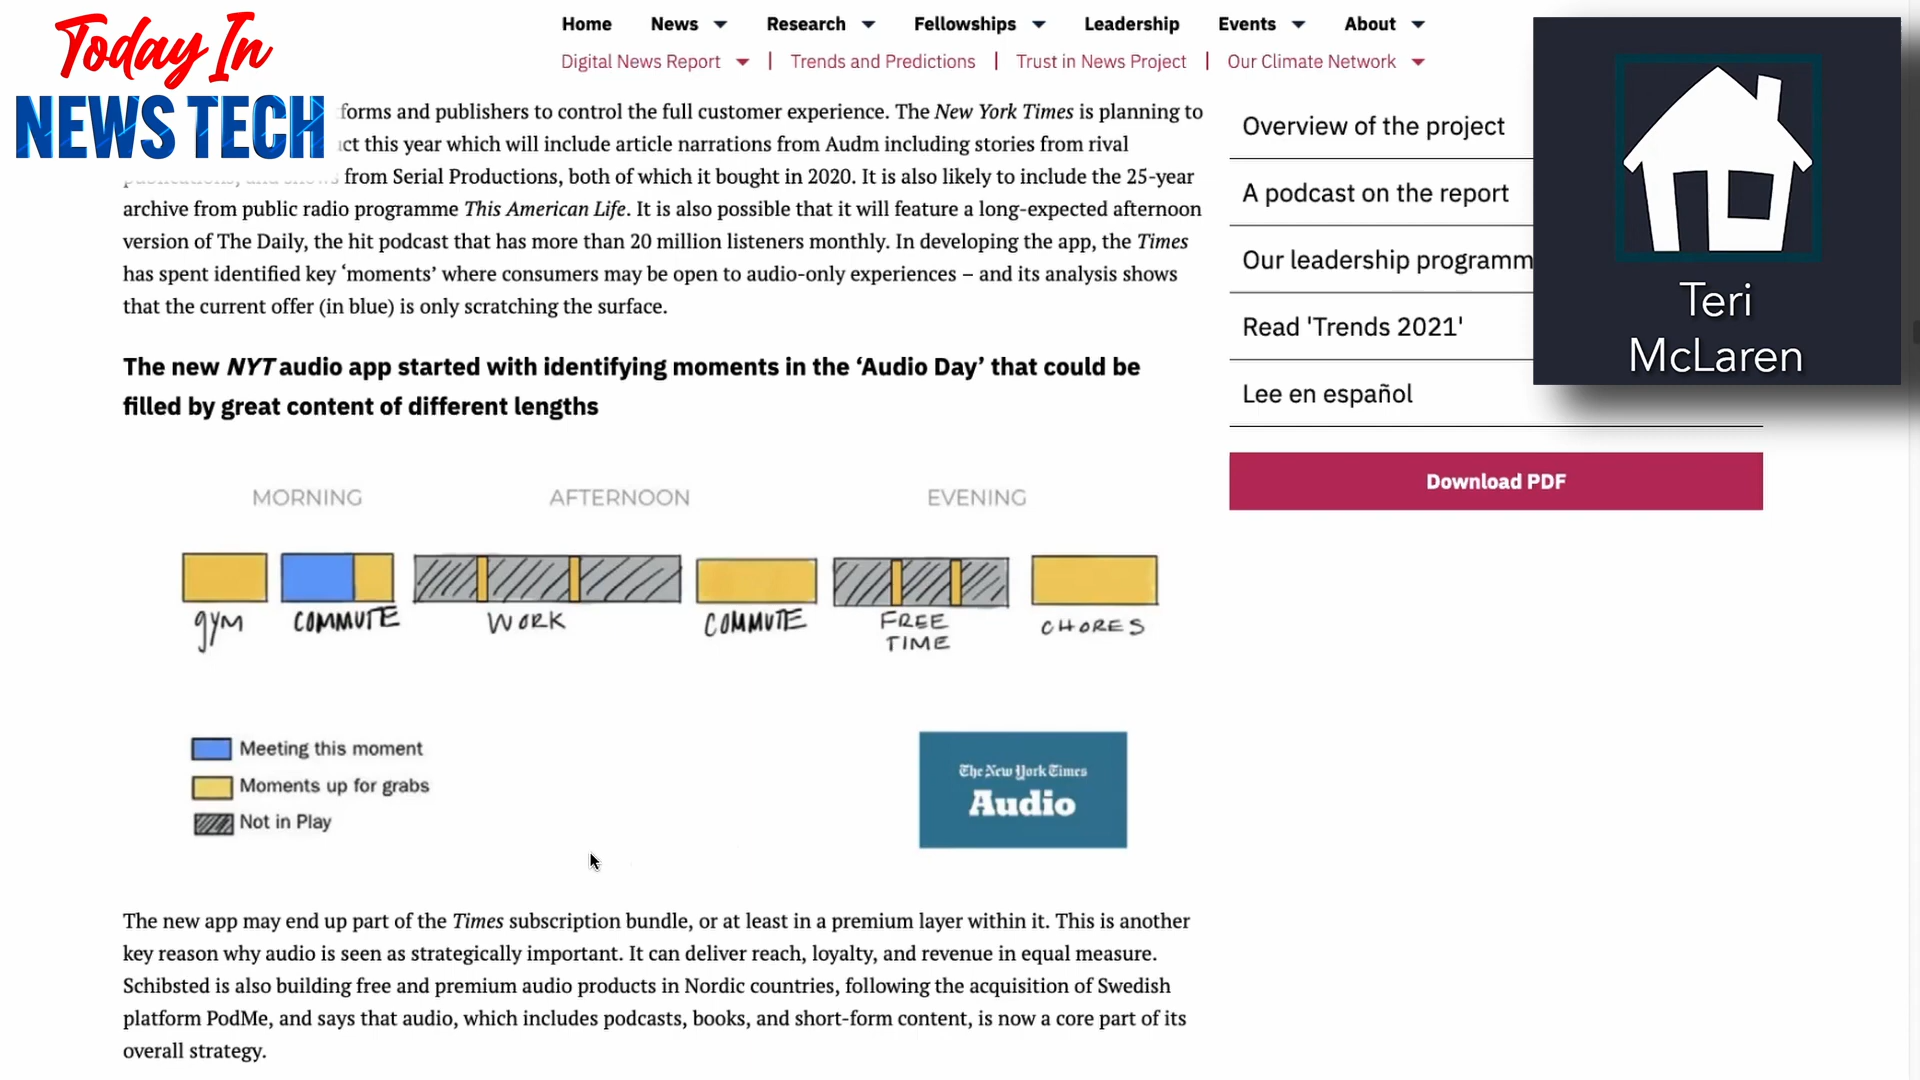 Today In
NEWS TECH
Home News Research Fellowships Leadership Events About
Digital News Report | Trends and Predictions | Trust in News Project | Our Climate Network
forms and publishers to control the full customer experience. The New York Times is planning to
ct this year which will include article narrations from Audm including stories from rival
from Serial Productions, both of which it bought in 2020. It is also likely to include the 25-year
archive from public radio programme This American Life. It is also possible that it will feature a long-expected afternoon
version of The Daily, the hit podcast that has more than 20 million listeners monthly. In developing the app, the Times
has spent identified key ‘moments’ where consumers may be open to audio-only experiences – and its analysis shows
that the current offer (in blue) is only scratching the surface.
The new NYT audio app started with identifying moments in the ‘Audio Day’ that could be
filled by great content of different lengths
MORNING AFTERNOON EVENING
gym COMMUTE WORK COMMUTE FREE TIME CHORES
Meeting this moment
Moments up for grabs
Not in Play
The New York Times
Audio
The new app may end up part of the Times subscription bundle, or at least in a premium layer within it. This is another
key reason why audio is seen as strategically important. It can deliver reach, loyalty, and revenue in equal measure.
Schibsted is also building free and premium audio products in Nordic countries, following the acquisition of Swedish
platform PodMe, and says that audio, which includes podcasts, books, and short-form content, is now a core part of its
overall strategy.
Overview of the project
A podcast on the report
Our leadership programm
Read 'Trends 2021'
Lee en español
Download PDF
Teri
McLaren